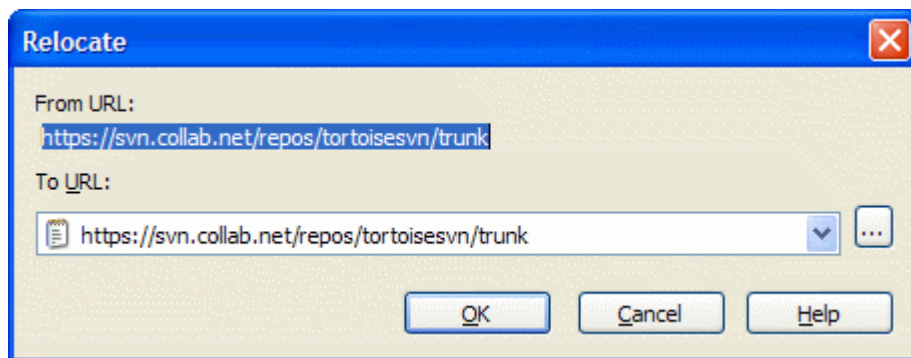 Relocate
From URL:
https://svn.collab.net/repos/tortoisesvn/trunk
To URL:
https://svn.collab.net/repos/tortoisesvn/trunk
...
OK Cancel Help